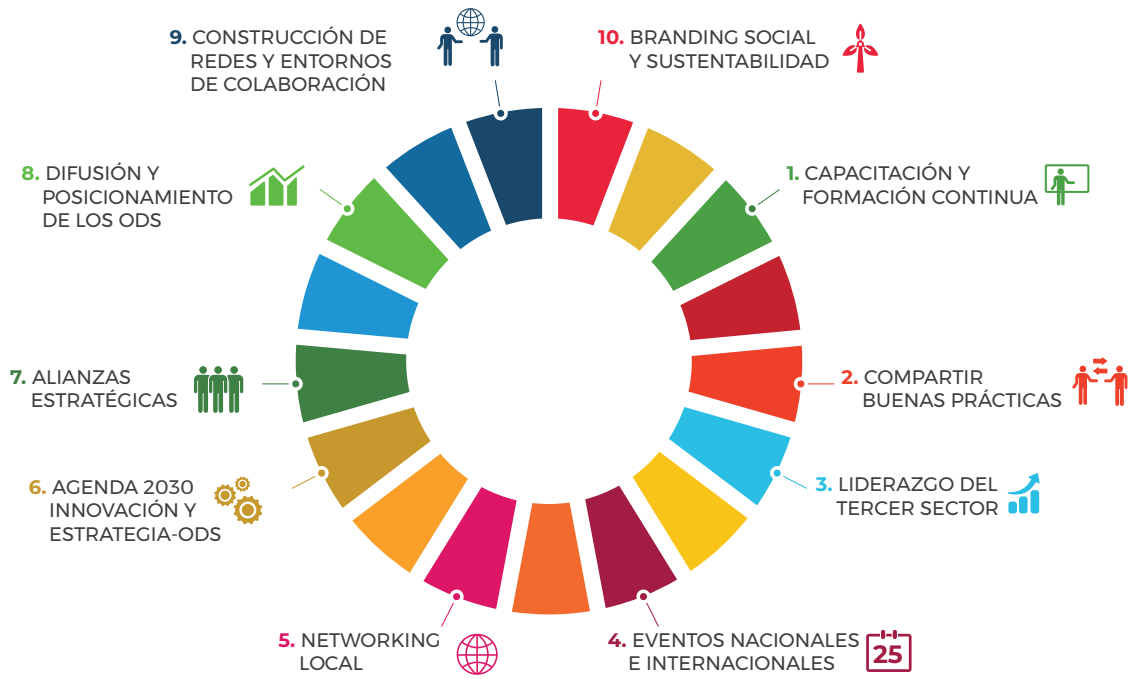 9. CONSTRUCCIÓN DE
REDES Y ENTORNOS
DE COLABORACIÓN
10. BRANDING SOCIAL
Y SUSTENTABILIDAD
8. DIFUSIÓN Y
POSICIONAMIENTO
DE LOS ODS
1. CAPACITACIÓN Y
FORMACIÓN CONTINUA
7. ALIANZAS
ESTRATÉGICAS
2. COMPARTIR
BUENAS PRÁCTICAS
6. AGENDA 2030
INNOVACIÓN Y
ESTRATEGIA-ODS
3. LIDERAZGO DEL
TERCER SECTOR
5. NETWORKING
LOCAL
4. EVENTOS NACIONALES
E INTERNACIONALES
25